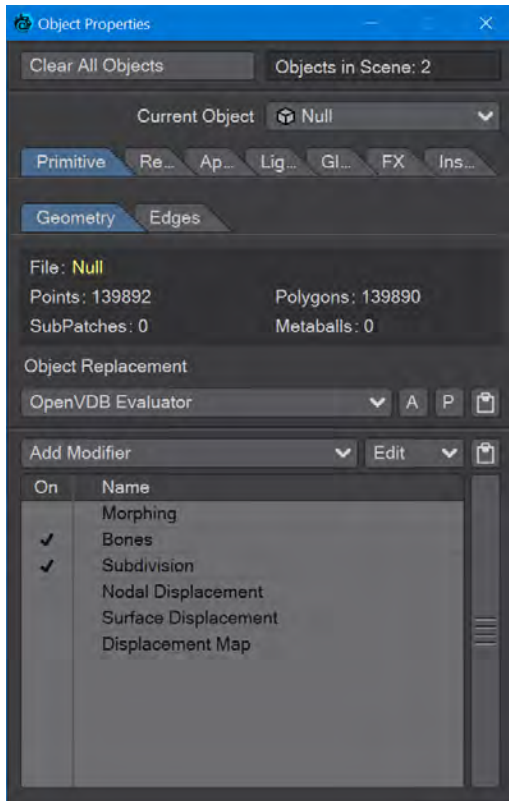 Object Properties
Clear All Objects Objects in Scene: 2
Current Object Null
Primitive Re... Ap... Lig... Gl... FX Ins...
Geometry Edges
File: Null
Points: 139892 Polygons: 139890
SubPatches: 0 Metaballs: 0
Object Replacement
OpenVDB Evaluator A P
Add Modifier Edit
On Name
Morphing
Bones
Subdivision
Nodal Displacement
Surface Displacement
Displacement Map